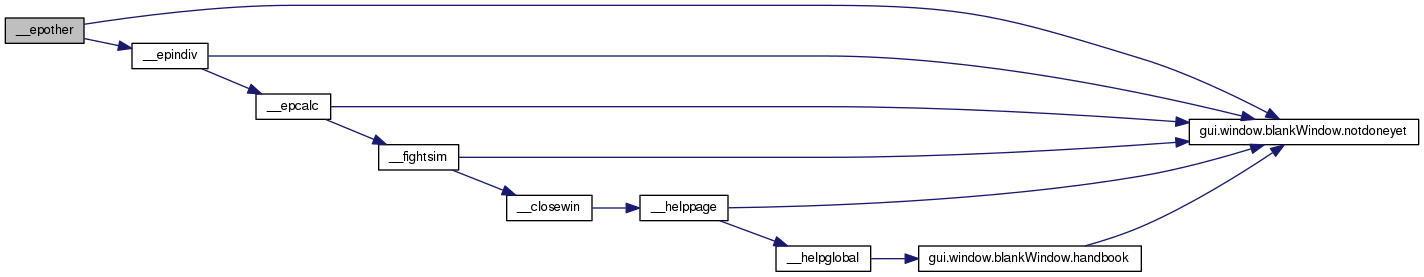 __epother
__epindiv
__epcalc
gui.window.blankWindow.notdoneyet
__fightsim
__closewin
__helppage
__helpglobal
gui.window.blankWindow.handbook